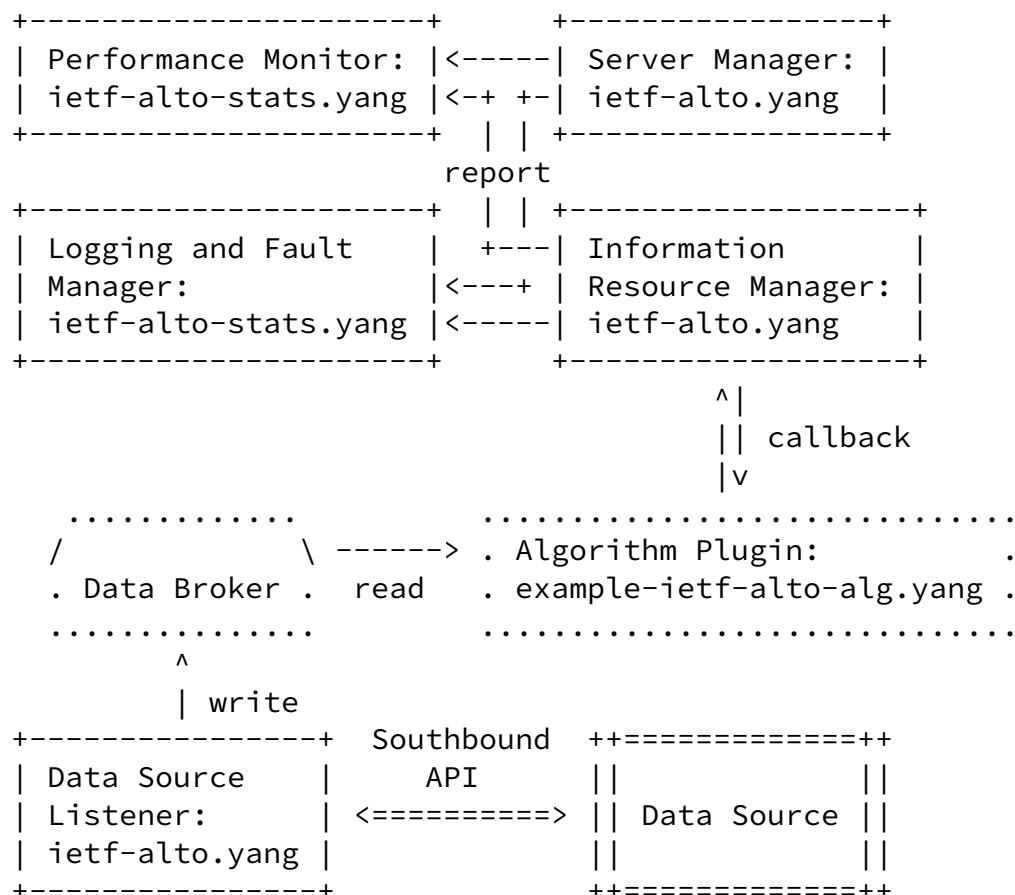 Performance Monitor:
ietf-alto-stats.yang
Server Manager:
ietf-alto.yang
report
Logging and Fault
Manager:
ietf-alto-stats.yang
Information
Resource Manager:
ietf-alto.yang
callback
Data Broker
read
Algorithm Plugin:
example-ietf-alto-alg.yang
write
Data Source
Listener:
ietf-alto.yang
Southbound
API
Data Source